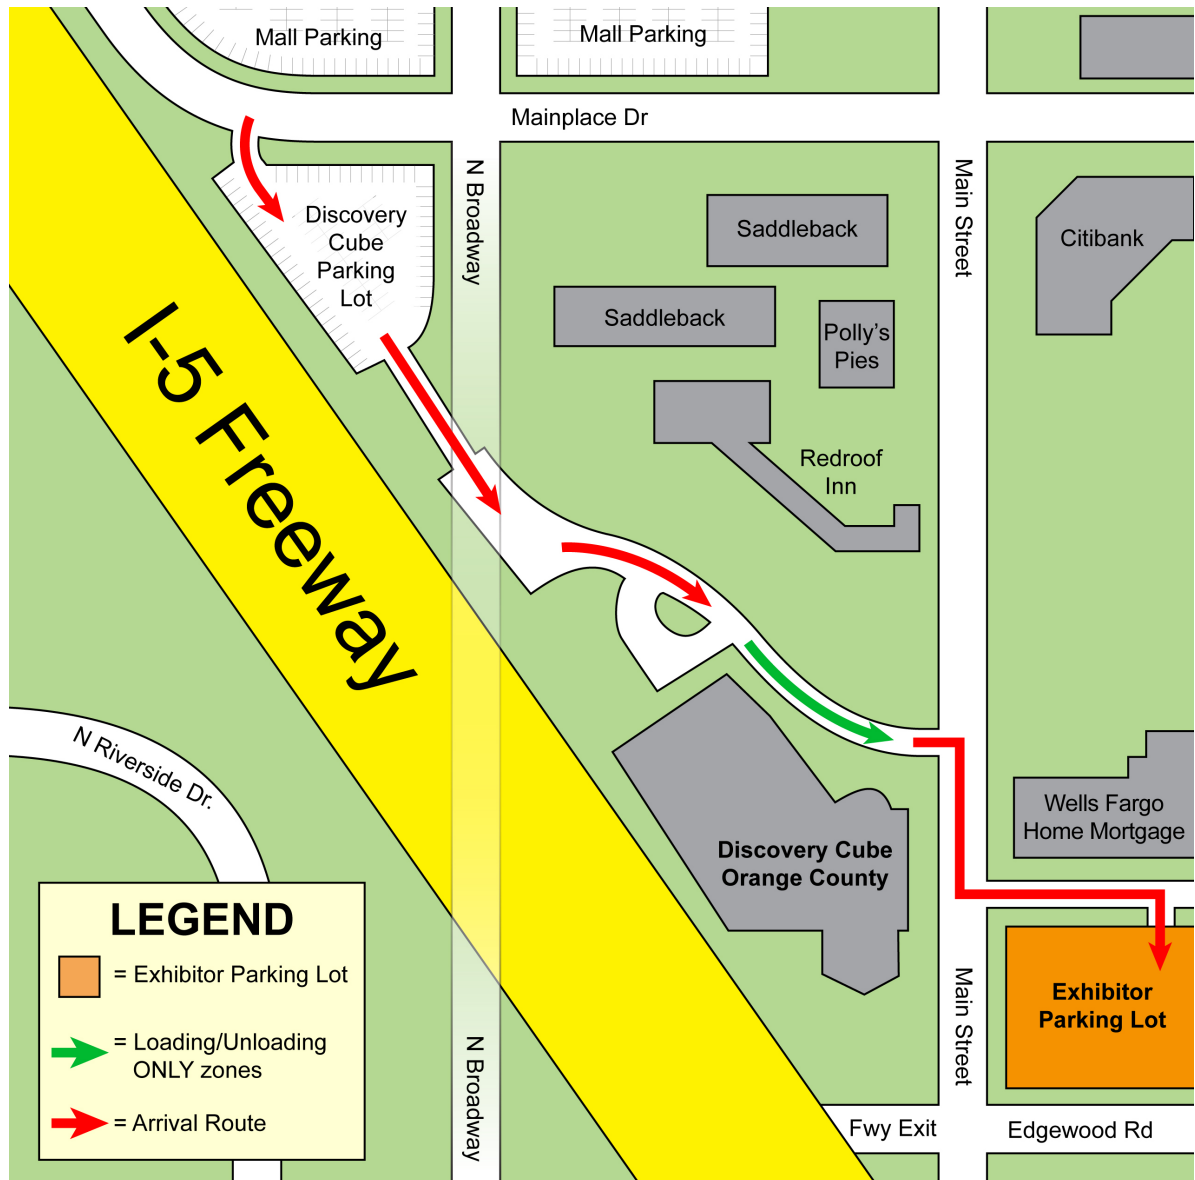 Mall Parking
Mall Parking
Mainplace Dr
N Broadway
Main Street
Discovery
Cube
Parking
Lot
Saddleback
Citibank
Saddleback
Polly's
Pies
I-5 Freeway
Redroof
Inn
N Riverside Dr.
Wells Fargo
Home Mortgage
Discovery Cube
Orange County
LEGEND
= Exhibitor Parking Lot
= Loading/Unloading
ONLY zones
= Arrival Route
N Broadway
Main Street
Exhibitor
Parking Lot
Fwy Exit
Edgewood Rd